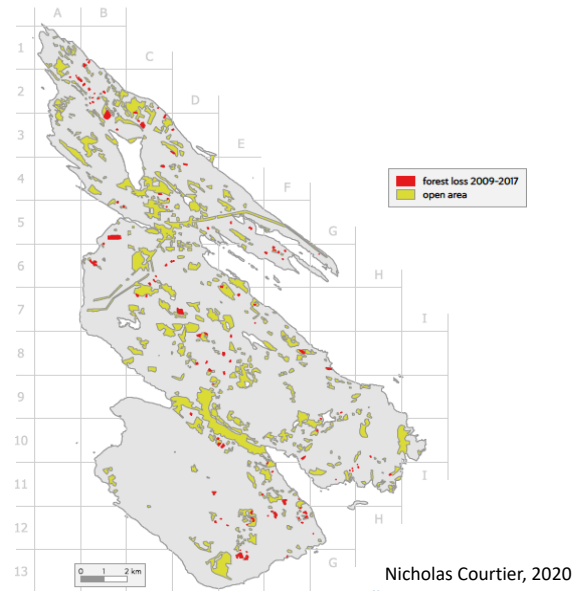 A
B
1
C
2
D
3
E
F
4
forest loss 2009-2017
open area
5
G
6
H
7
I
8
9
10
I
11
H
12
G
13
0 1 2 km
Nicholas Courtier, 2020